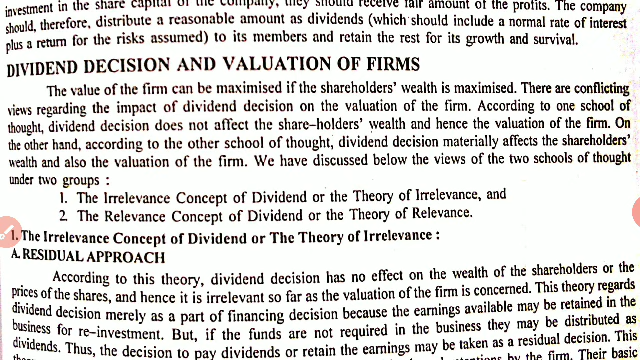 investment in the share capital of the company, they should receive fair amount of the profits. The company
should, therefore, distribute a reasonable amount as dividends (which should include a normal rate of interest
plus a return for the risks assumed) to its members and retain the rest for its growth and survival.
DIVIDEND DECISION AND VALUATION OF FIRMS
The value of the firm can be maximised if the shareholders' wealth is maximised. There are conflicting
views regarding the impact of dividend decision on the valuation of the firm. According to one school of
thought, dividend decision does not affect the share-holders' wealth and hence the valuation of the firm. On
the other hand, according to the other school of thought, dividend decision materially affects the shareholders'
wealth and also the valuation of the firm. We have discussed below the views of the two schools of thought
under two groups :
1. The Irrelevance Concept of Dividend or the Theory of Irrelevance, and
2. The Relevance Concept of Dividend or the Theory of Relevance.
1. The Irrelevance Concept of Dividend or The Theory of Irrelevance :
A. RESIDUAL APPROACH
According to this theory, dividend decision has no effect on the wealth of the shareholders or the
prices of the shares, and hence it is irrelevant so far as the valuation of the firm is concerned. This theory regards
dividend decision merely as a part of financing decision because the earnings available may be retained in the
business for re-investment. But, if the funds are not required in the business they may be distributed as
dividends. Thus, the decision to pay dividends or retain the earnings may be taken as a residual decision. This
by the firm. Their basic